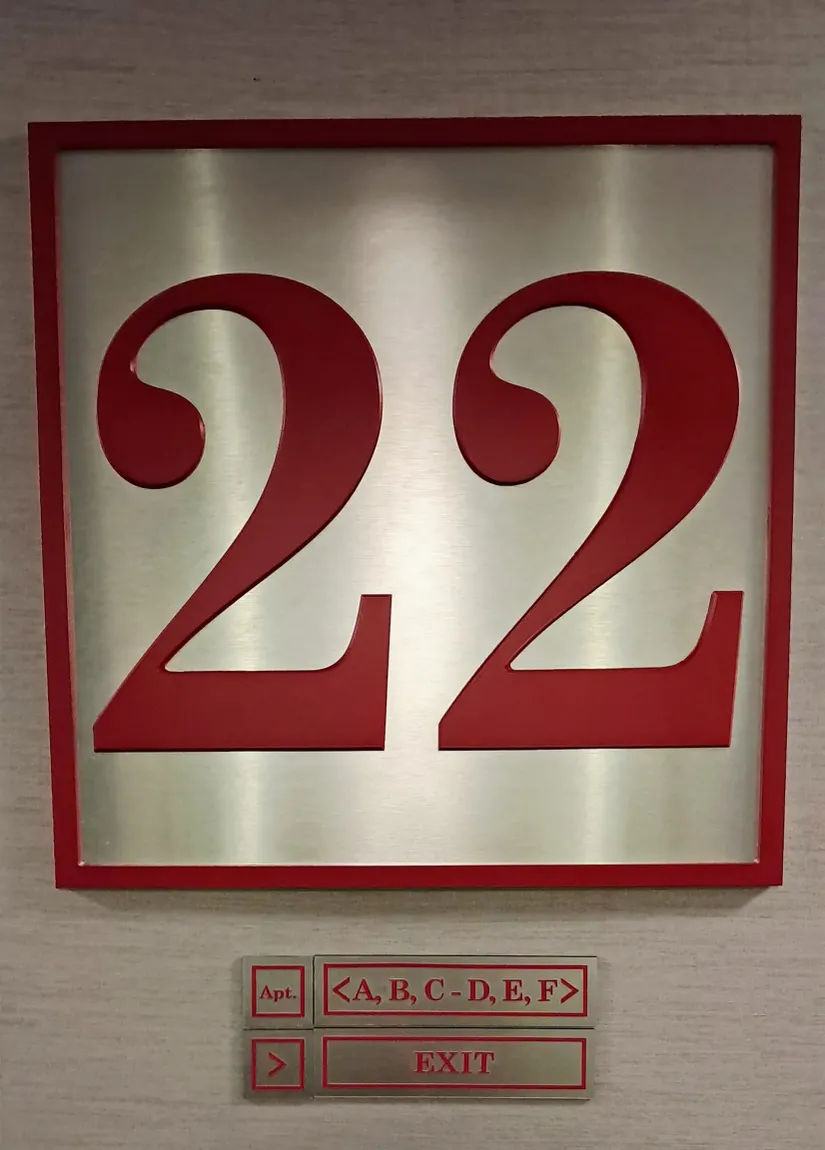 22
Apt. <A, B, C - D, E, F>
> EXIT